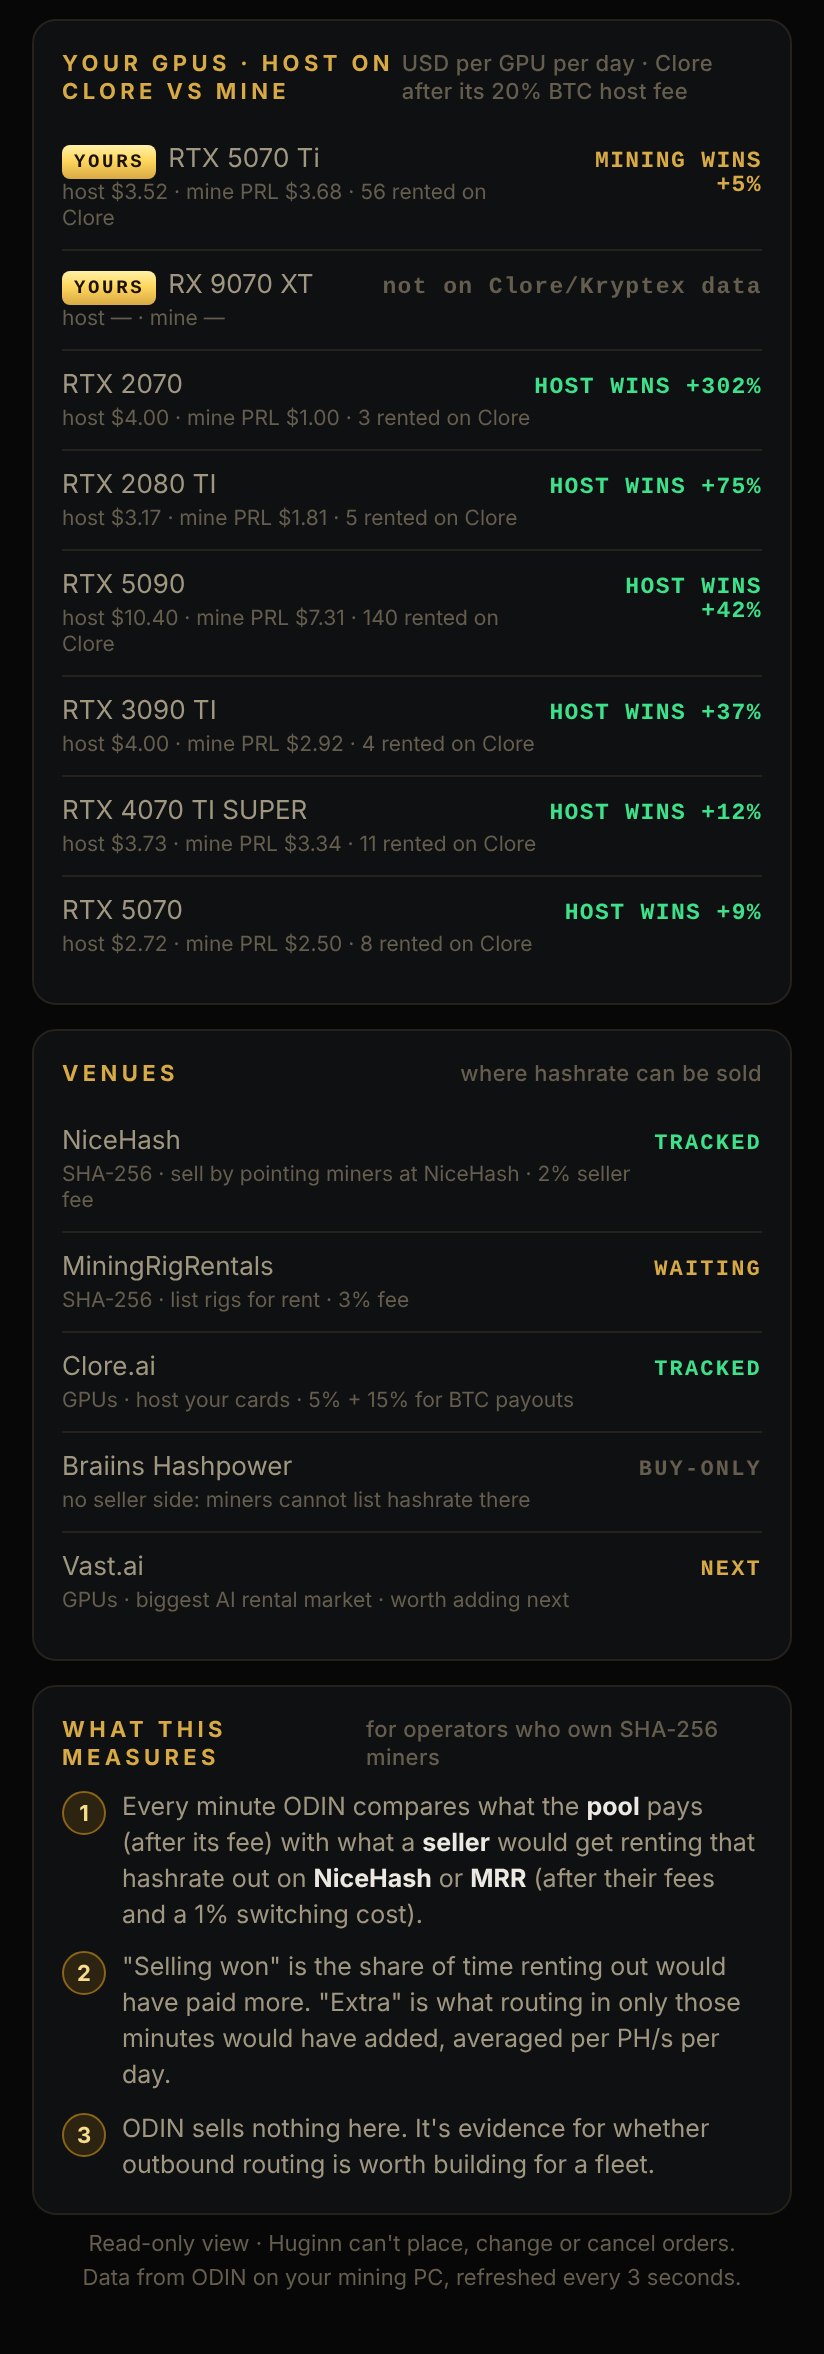 YOUR GPUS · HOST ON CLORE VS MINE
USD per GPU per day · Clore after its 20% BTC host fee
YOURS RTX 5070 Ti
MINING WINS +5%
host $3.52 · mine PRL $3.68 · 56 rented on
Clore
YOURS RX 9070 XT
not on Clore/Kryptex data
host — · mine —
RTX 2070
HOST WINS +302%
host $4.00 · mine PRL $1.00 · 3 rented on Clore
RTX 2080 TI
HOST WINS +75%
host $3.17 · mine PRL $1.81 · 5 rented on Clore
RTX 5090
HOST WINS +42%
host $10.40 · mine PRL $7.31 · 140 rented on
Clore
RTX 3090 TI
HOST WINS +37%
host $4.00 · mine PRL $2.92 · 4 rented on Clore
RTX 4070 TI SUPER
HOST WINS +12%
host $3.73 · mine PRL $3.34 · 11 rented on Clore
RTX 5070
HOST WINS +9%
host $2.72 · mine PRL $2.50 · 8 rented on Clore
VENUES
where hashrate can be sold
NiceHash
TRACKED
SHA-256 · sell by pointing miners at NiceHash · 2% seller
fee
MiningRigRentals
WAITING
SHA-256 · list rigs for rent · 3% fee
Clore.ai
TRACKED
GPUs · host your cards · 5% + 15% for BTC payouts
Braiins Hashpower
BUY-ONLY
no seller side: miners cannot list hashrate there
Vast.ai
NEXT
GPUs · biggest AI rental market · worth adding next
WHAT THIS MEASURES
for operators who own SHA-256 miners
1
Every minute ODIN compares what the pool pays
(after its fee) with what a seller would get renting that
hashrate out on NiceHash or MRR (after their fees
and a 1% switching cost).
2
"Selling won" is the share of time renting out would
have paid more. "Extra" is what routing in only those
minutes would have added, averaged per PH/s per
day.
3
ODIN sells nothing here. It's evidence for whether
outbound routing is worth building for a fleet.
Read-only view · Huginn can't place, change or cancel orders.
Data from ODIN on your mining PC, refreshed every 3 seconds.